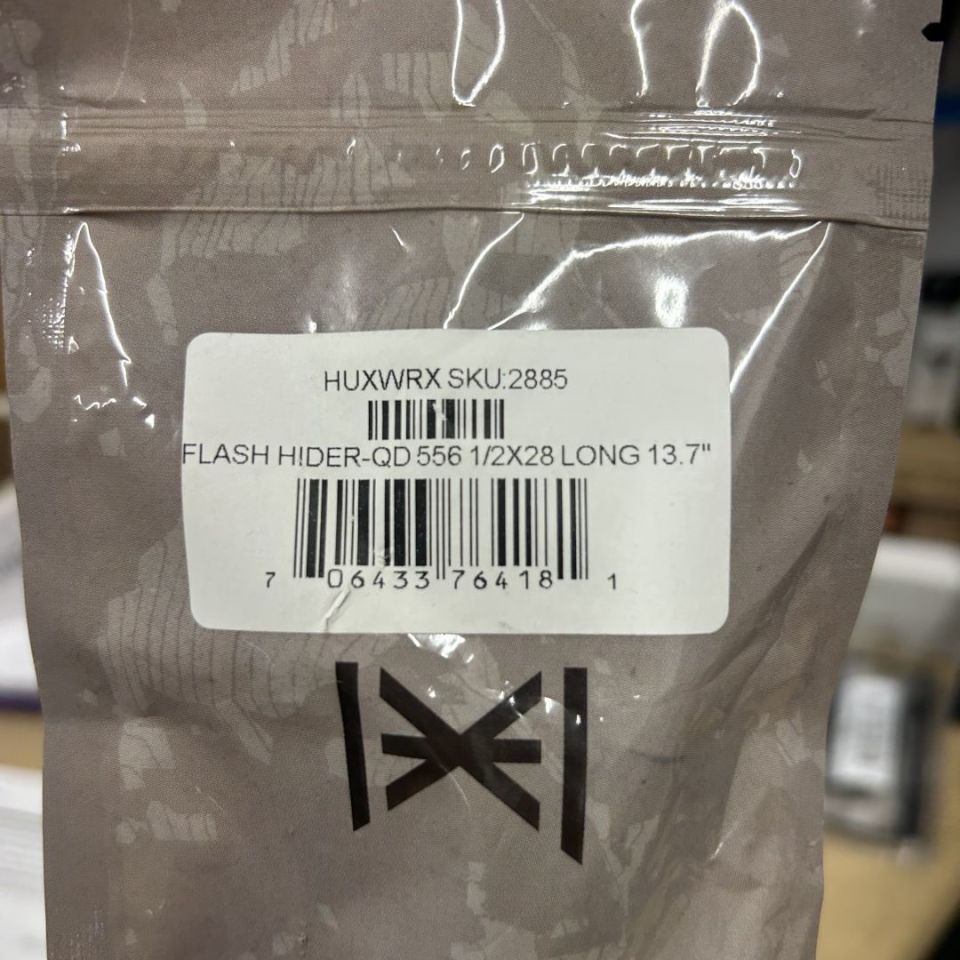 HUXWRX SKU:2885
FLASH HIDER-QD 556 1/2X28 LONG 13.7"
7 06433 76418 1